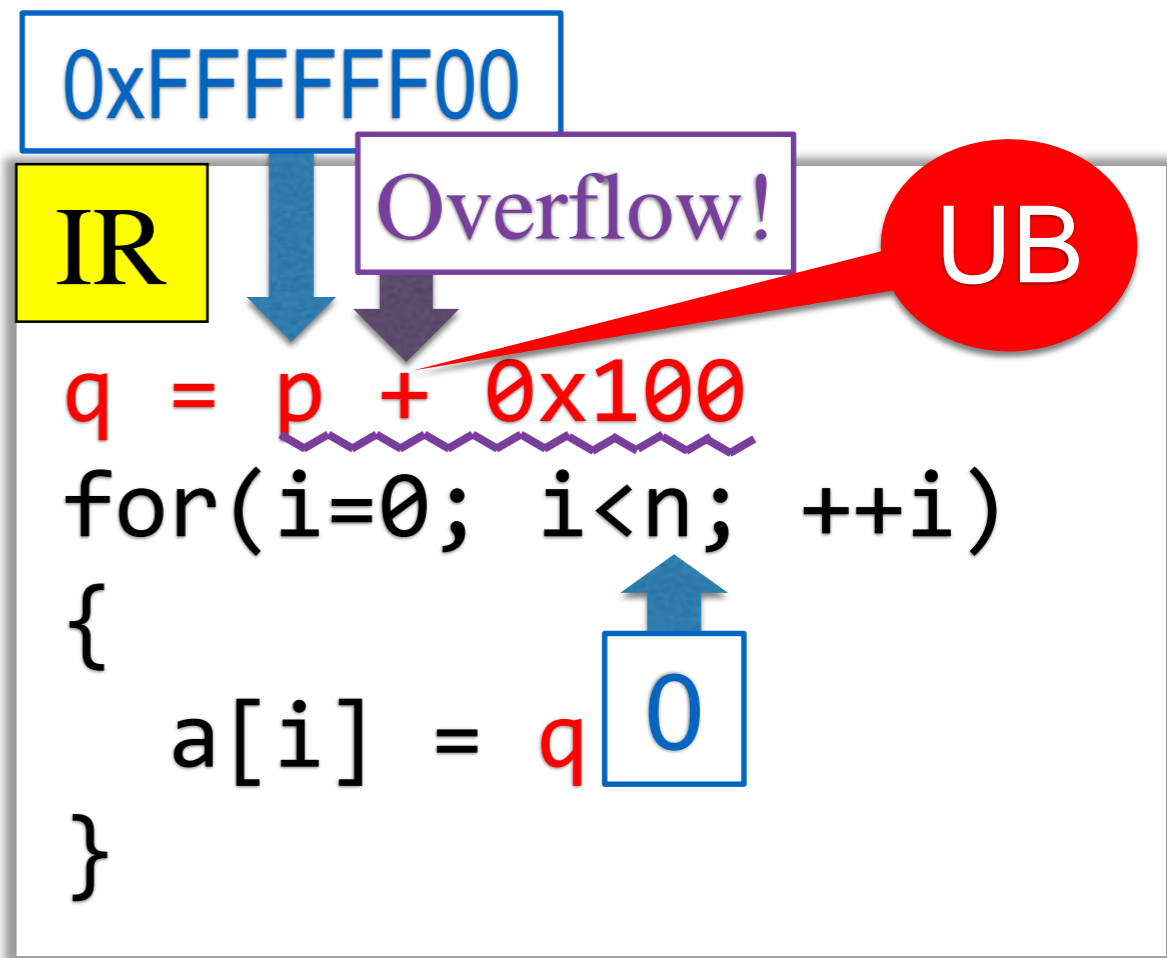 0xFFFFFF00
Overflow!
IR
UB
q = p + 0x100
for(i=0; i<n; ++i)
{
0
a[i] = q
}